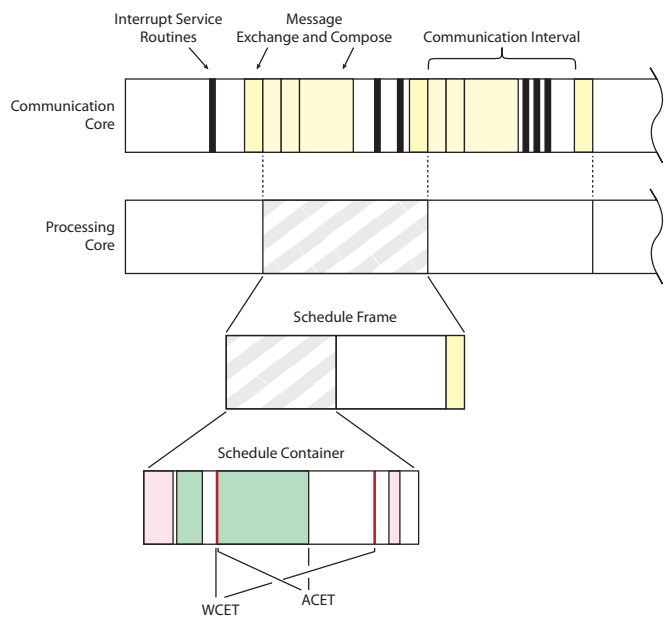 Interrupt Service
Routines
Message
Exchange and Compose
Communication Interval
Communication
Core
Processing
Core
Schedule Frame
Schedule Container
WCET
ACET